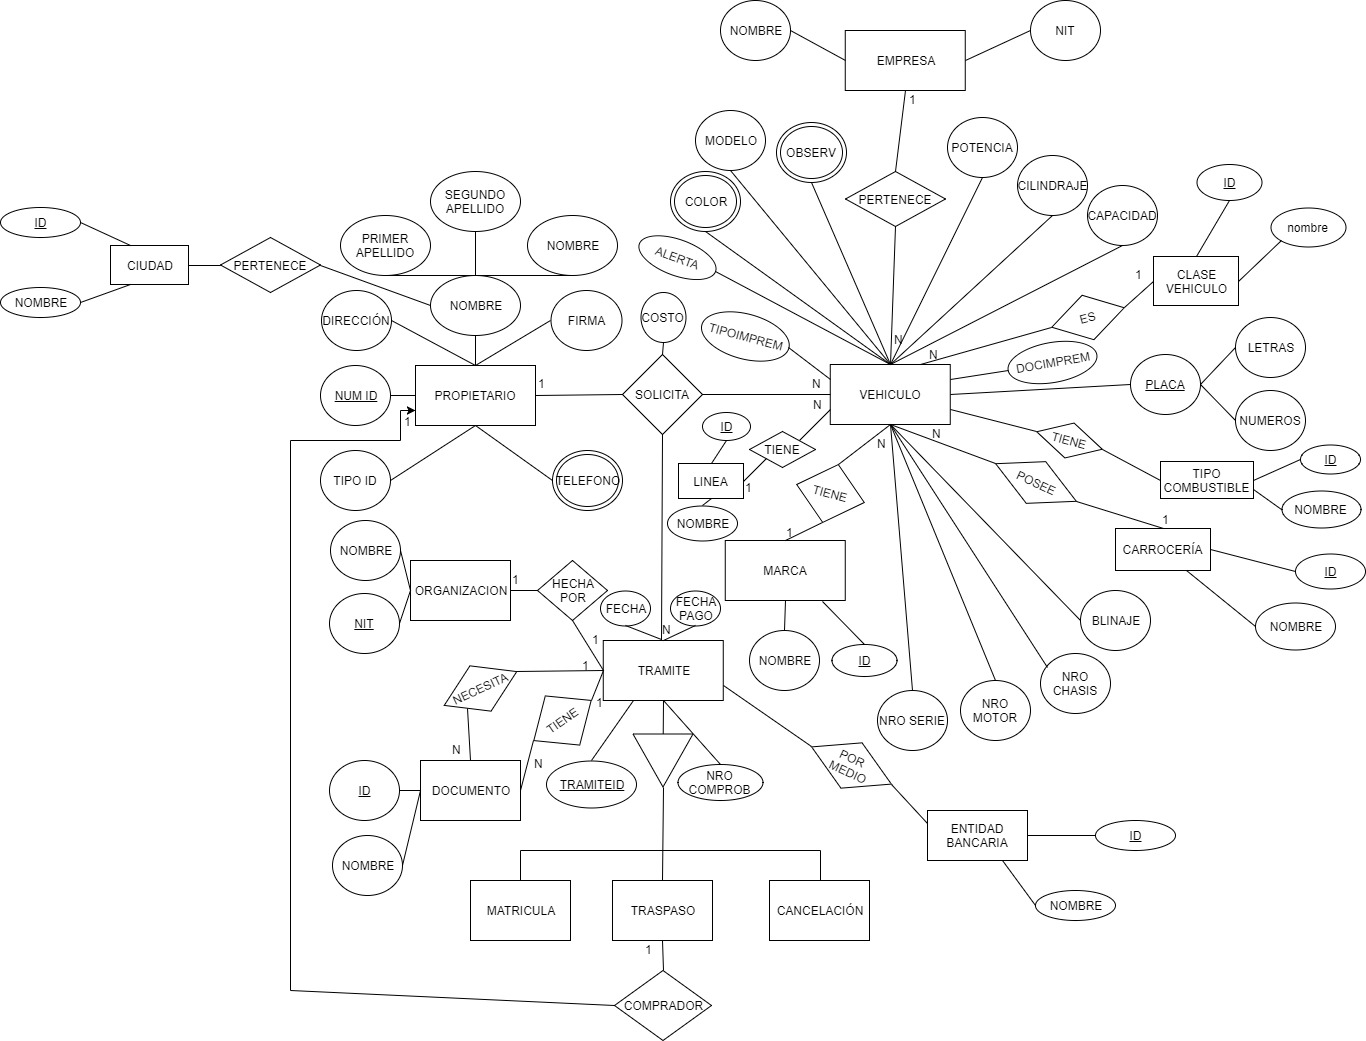 NOMBRE
EMPRESA
NIT
1
MODELO
OBSERV
POTENCIA
COLOR
PERTENECE
CILINDRAJE
CAPACIDAD
ID
nombre
ALERTA
1
CLASE
VEHICULO
SEGUNDO
APELLIDO
PRIMER
APELLIDO
NOMBRE
ID
CIUDAD
PERTENECE
NOMBRE
NOMBRE
DIRECCIÓN
FIRMA
COSTO
TIPOIMPREM
N
N
ES
DOCIMPREM
LETRAS
NUM ID
PROPIETARIO
1
1
SOLICITA
N
N
VEHICULO
PLACA
NUMEROS
TIPO ID
TELEFONO
ID
TIENE
LINEA
1
NOMBRE
N
N
TIENE
TIENE
TIPO
COMBUSTIBLE
ID
NOMBRE
POSEE
1
CARROCERÍA
ID
NOMBRE
1
MARCA
NOMBRE
ID
NOMBRE
ORGANIZACION
1
NIT
HECHA
POR
FECHA
FECHA
PAGO
N
1
1
1
TRAMITE
NECESITA
TIENE
N
N
ID
DOCUMENTO
NOMBRE
TRAMITEID
NRO
COMPROB
NRO SERIE
NRO
MOTOR
NRO
CHASIS
BLINAJE
POR
MEDIO
ENTIDAD
BANCARIA
ID
NOMBRE
MATRICULA
TRASPASO
CANCELACIÓN
1
COMPRADOR